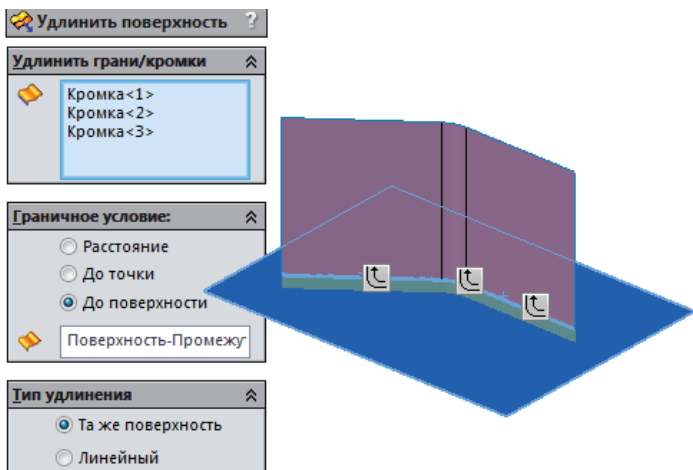 Удлинить поверхность ?
Удлинить грани/кромки
Кромка<1>
Кромка<2>
Кромка<3>
Граничное условие:
Расстояние
До точки
До поверхности
Поверхность-Промежу
Тип удлинения
Та же поверхность
Линейный